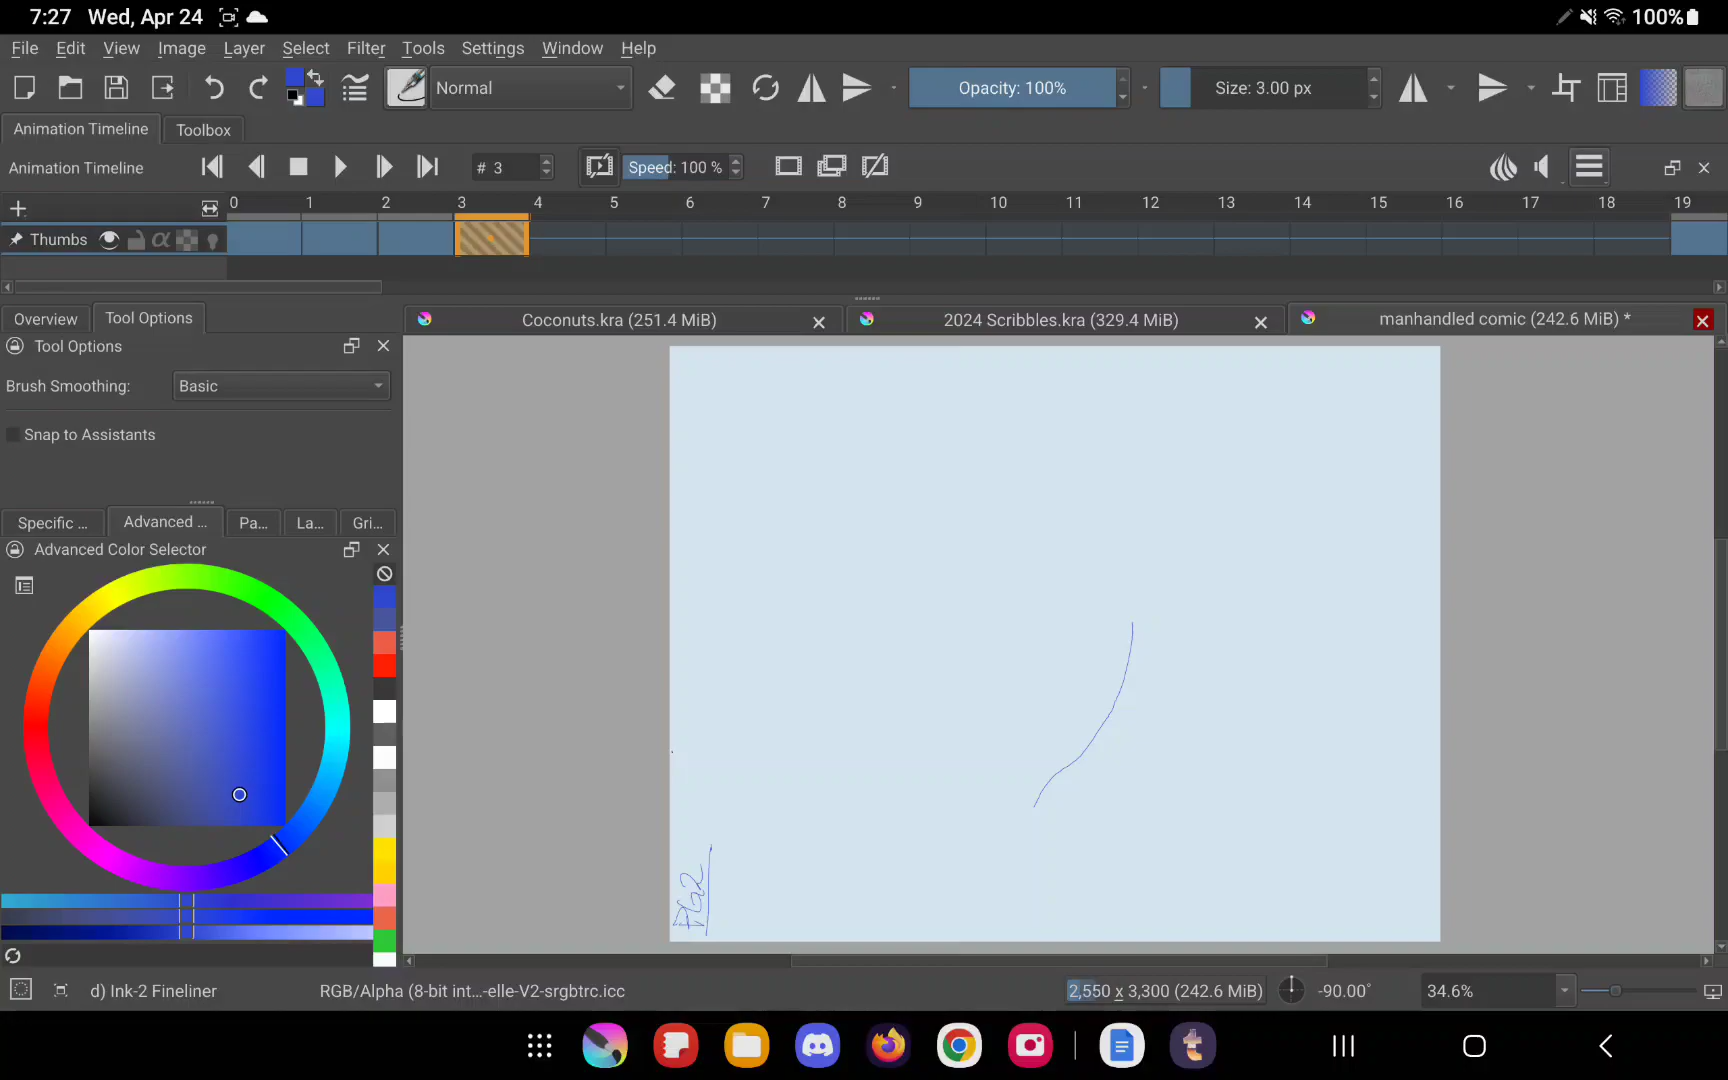 7:27 Wed, Apr 24 100%
File Edit View Image Layer Select Filter Tools Settings Window Help
Normal Opacity: 100% Size: 3.00 px
Animation Timeline Toolbox
Animation Timeline # 3 Speed: 100 %
0 1 2 3 4 5 6 7 8 9 10 11 12 13 14 15 16 17 18 19
Thumbs α
Overview Tool Options Coconuts.kra (251.4 MiB) 2024 Scribbles.kra (329.4 MiB) manhandled comic (242.6 MiB) *
Tool Options
Brush Smoothing: Basic
Snap to Assistants
Specific ... Advanced ... Pa... La... Gri...
Advanced Color Selector
PG2
d) Ink-2 Fineliner RGB/Alpha (8-bit int...-elle-V2-srgbtrc.icc 2,550 x 3,300 (242.6 MiB) -90.00° 34.6%